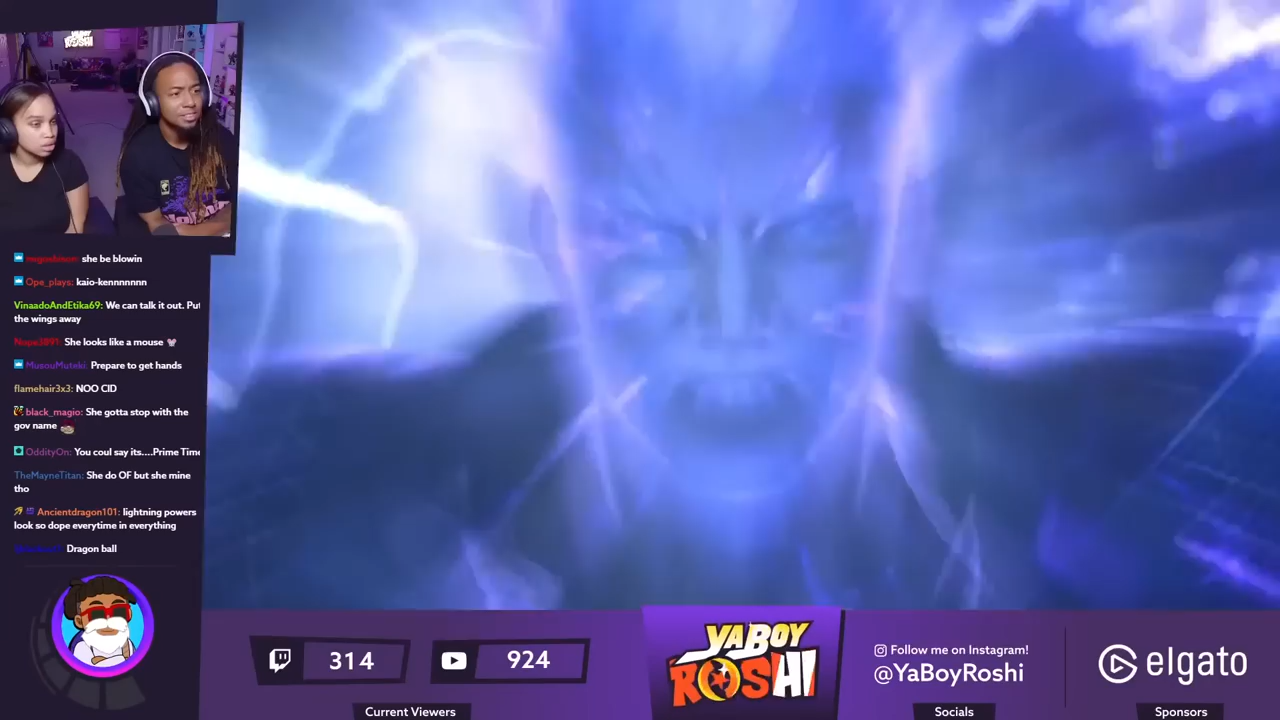 YABOY
ROSHI
she be blowin
Ope_plays: kaio-kennnnnn
VinaadoAndEtika69: We can talk it out. Put
the wings away
She looks like a mouse
MusouMuteki: Prepare to get hands
flamehair3x3: NOO CID
black_magio: She gotta stop with the
gov name
OddityOn: You coul say its....Prime Time
TheMayneTitan: She do OF but she mine
tho
Ancientdragon101: lightning powers
look so dope everytime in everything
Dragon ball
314
924
Current Viewers
YABOY
ROSHI
Follow me on Instagram!
@YaBoyRoshi
Socials
elgato
Sponsors